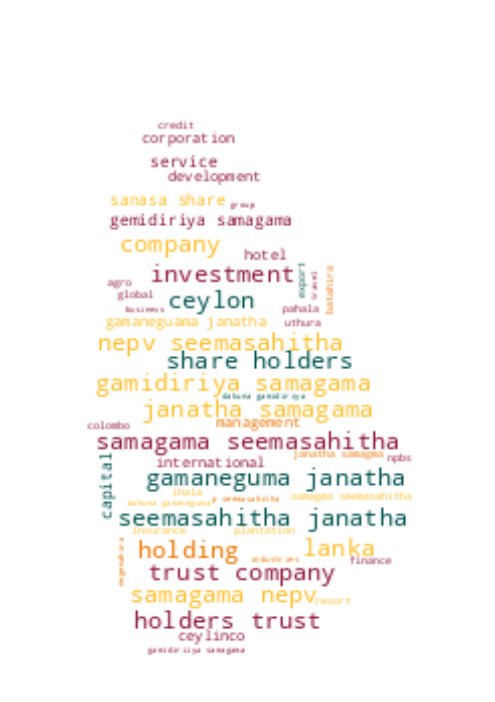 credit
corporation
service
development
sanasa share group
gemidiriya samagama
company
hotel
investment export travel batahira
agro
global ceylon
business pahala
gamaneguama janatha uthura
nepv seemasahitha
share holders
gamidiriya samagama
dakuna gamidiriya
janatha samagama
colombo management
samagama seemasahitha
janatha samagma npbs
capital international
gamaneguma janatha
ihala p seemasahitha samagma seemasahitha
dakuna gamaneguma
seemasahitha janatha
insurance plantation
holding lanka
industries finance
trust company
samagama nepv resort
holders trust
ceylinco
gamidiriiya samagama